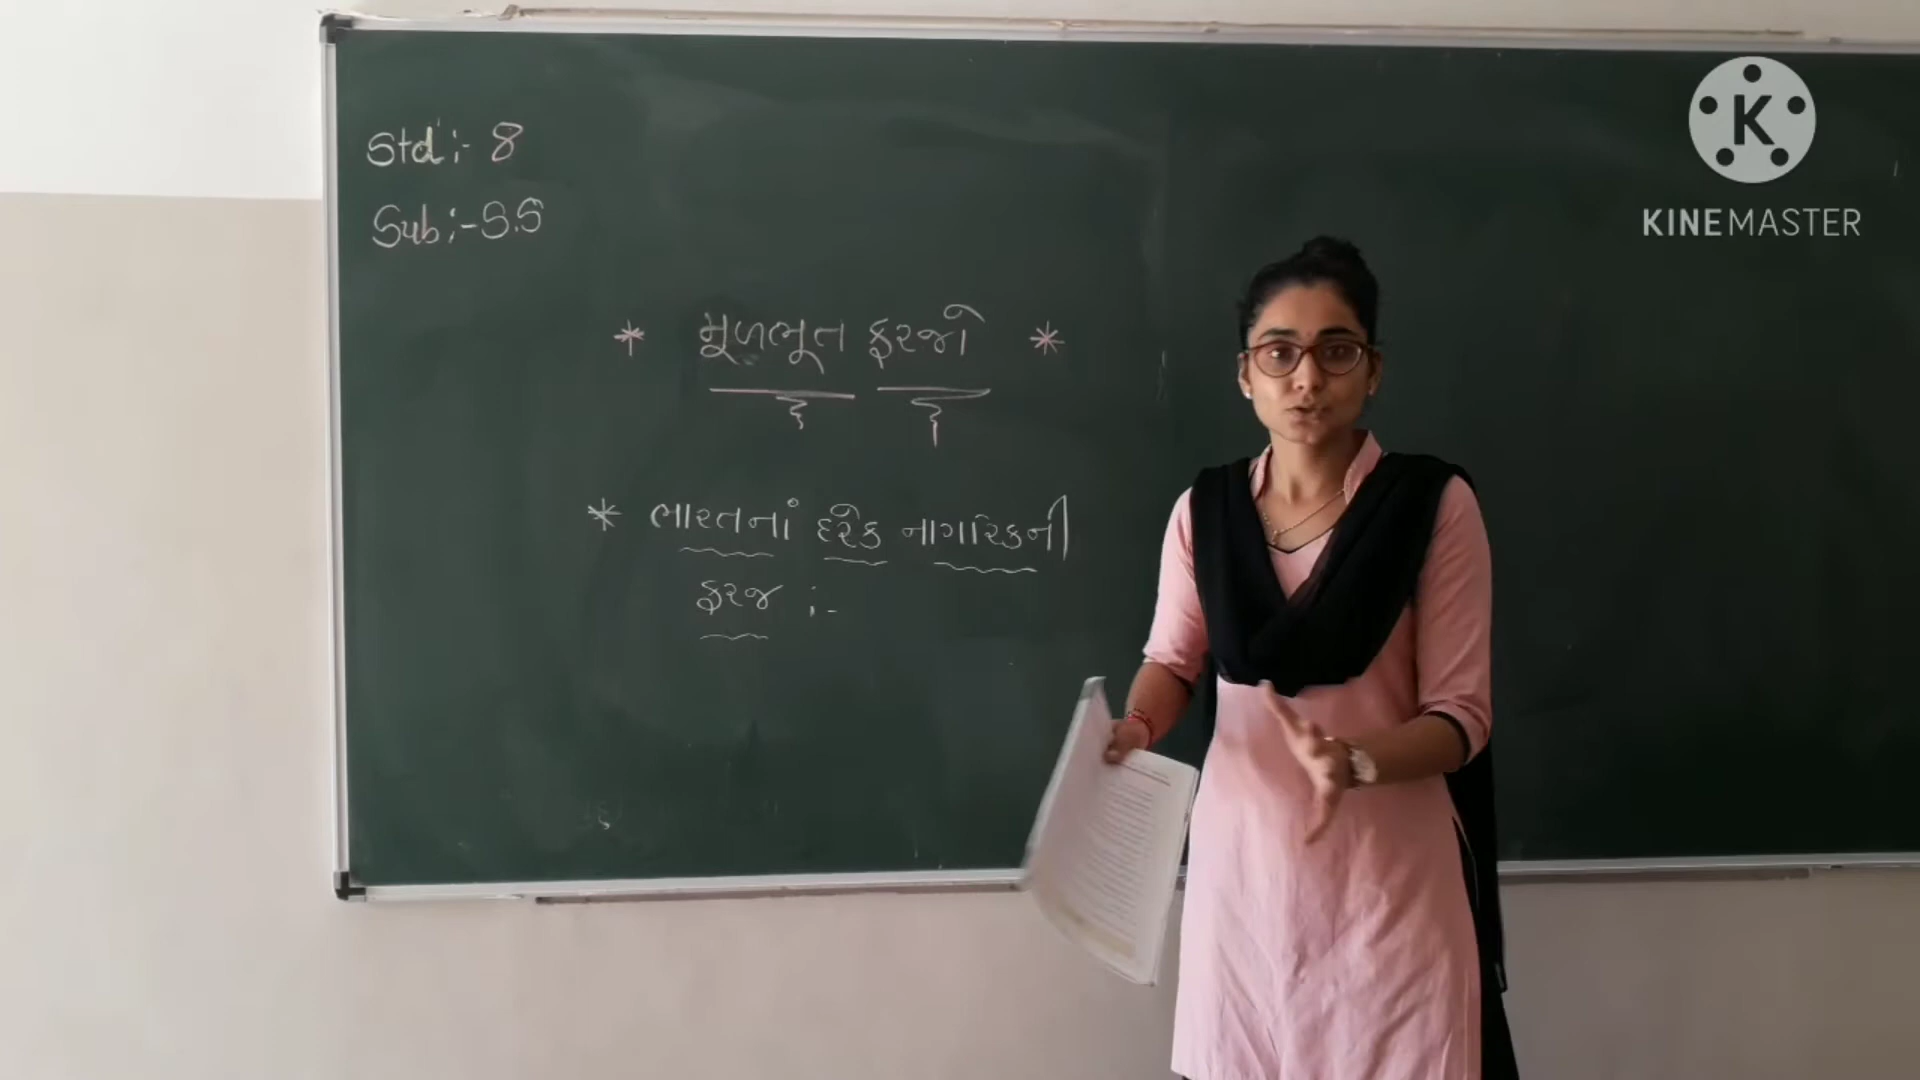 Std :- 8
Sub :- S.S
* મૂળભૂત ફરજો *
* ભારતનાં દરેક નાગરિકની
ફરજ :-
K
KINEMASTER